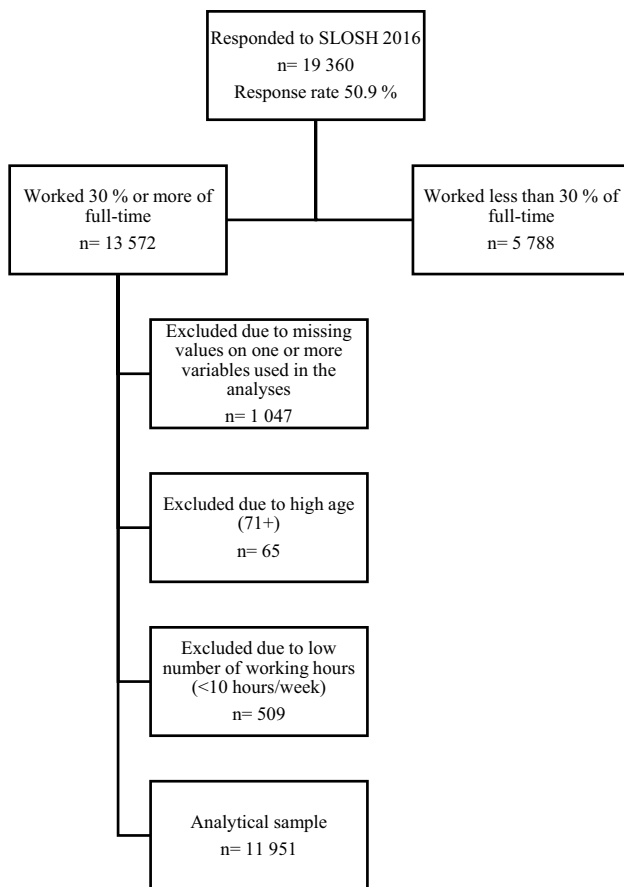 Responded to SLOSH 2016
n= 19 360
Response rate 50.9 %
Worked 30 % or more of
full-time
n= 13 572
Worked less than 30 % of
full-time
n= 5 788
Excluded due to missing
values on one or more
variables used in the
analyses
n= 1 047
Excluded due to high age
(71+)
n= 65
Excluded due to low
number of working hours
(<10 hours/week)
n= 509
Analytical sample
n= 11 951